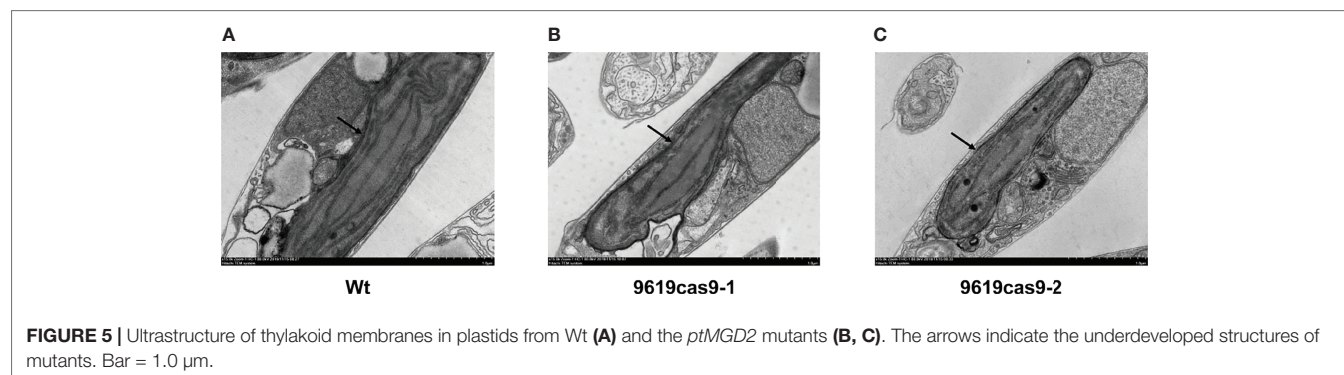 A
B
C
Wt
9619cas9-1
9619cas9-2
FIGURE 5 | Ultrastructure of thylakoid membranes in plastids from Wt (A) and the ptMGD2 mutants (B, C). The arrows indicate the underdeveloped structures of
mutants. Bar = 1.0 µm.